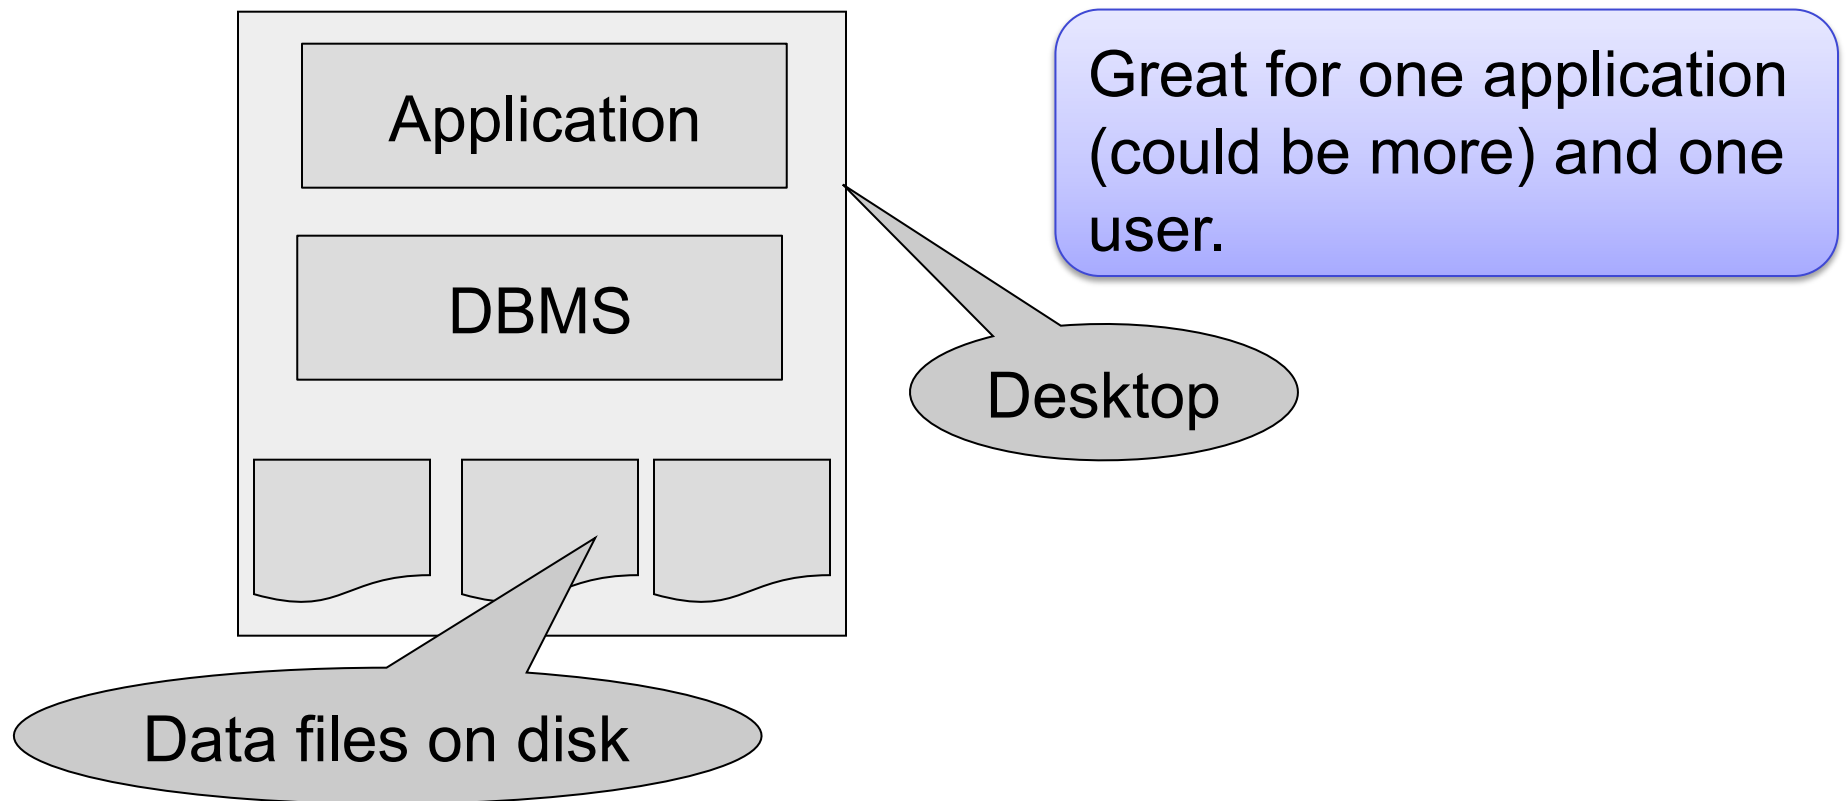 Application
Great for one application
(could be more) and one
user.
DBMS
Desktop
Data files on disk